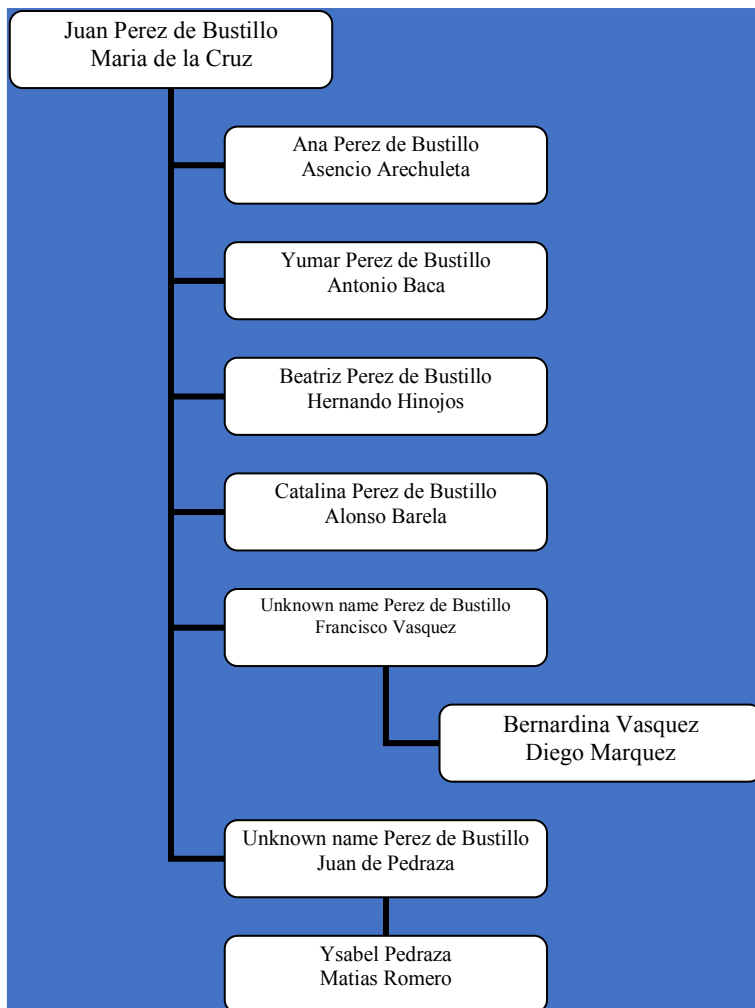 Juan Perez de Bustillo
Maria de la Cruz
Ana Perez de Bustillo
Asencio Arechuleta
Yumar Perez de Bustillo
Antonio Baca
Beatriz Perez de Bustillo
Hernando Hinojos
Catalina Perez de Bustillo
Alonso Barela
Unknown name Perez de Bustillo
Francisco Vasquez
Bernardina Vasquez
Diego Marquez
Unknown name Perez de Bustillo
Juan de Pedraza
Ysabel Pedraza
Matias Romero